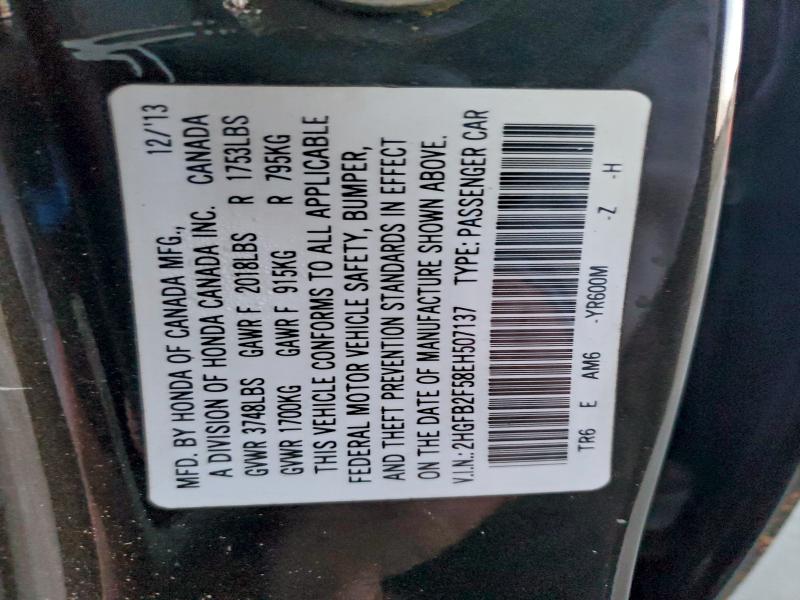 MFD. BY HONDA OF CANADA MFG., 12/'13
A DIVISION OF HONDA CANADA INC. CANADA
GVWR 3748LBS GAWR F 2018LBS R 1753LBS
GVWR 1700KG GAWR F 915KG R 795KG
THIS VEHICLE CONFORMS TO ALL APPLICABLE
FEDERAL MOTOR VEHICLE SAFETY, BUMPER,
AND THEFT PREVENTION STANDARDS IN EFFECT
ON THE DATE OF MANUFACTURE SHOWN ABOVE.
V.I.N.: 2HGFB2F58EH507137 TYPE: PASSENGER CAR
TR6 E AM6 -YR600M -Z -H